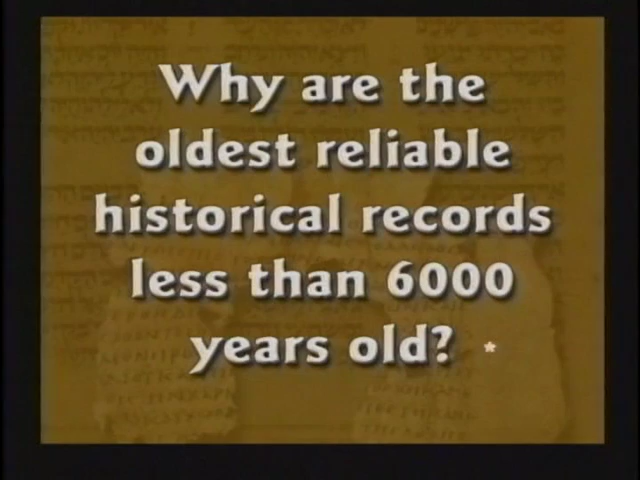 Why are the
oldest reliable
historical records
less than 6000
years old? *